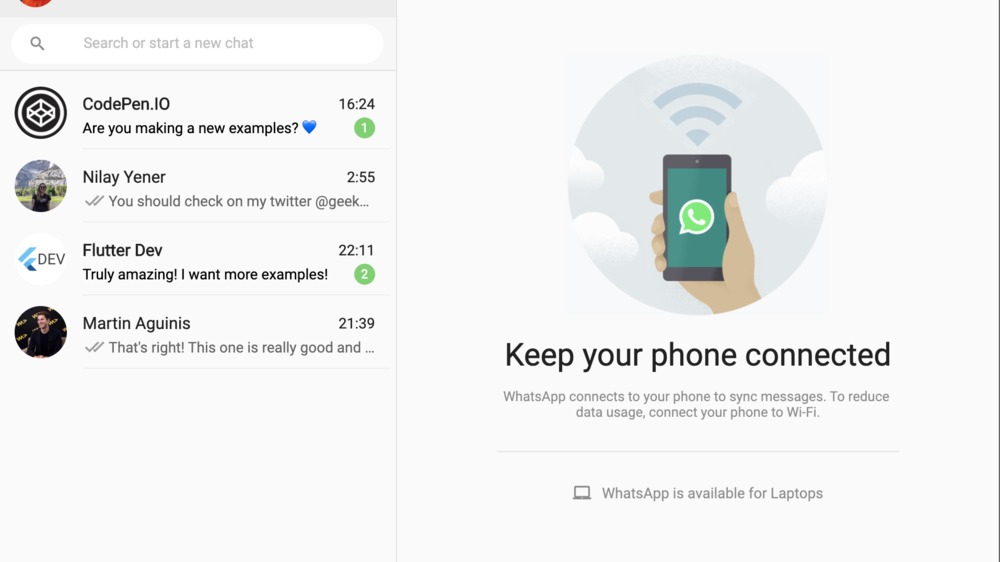 Search or start a new chat
CodePen.IO 16:24
Are you making a new examples? 💙 1
Nilay Yener 2:55
You should check on my twitter @geek...
DEV
Flutter Dev 22:11
Truly amazing! I want more examples! 2
Martin Aguinis 21:39
That's right! This one is really good and ...
Keep your phone connected
WhatsApp connects to your phone to sync messages. To reduce
data usage, connect your phone to Wi-Fi.
WhatsApp is available for Laptops